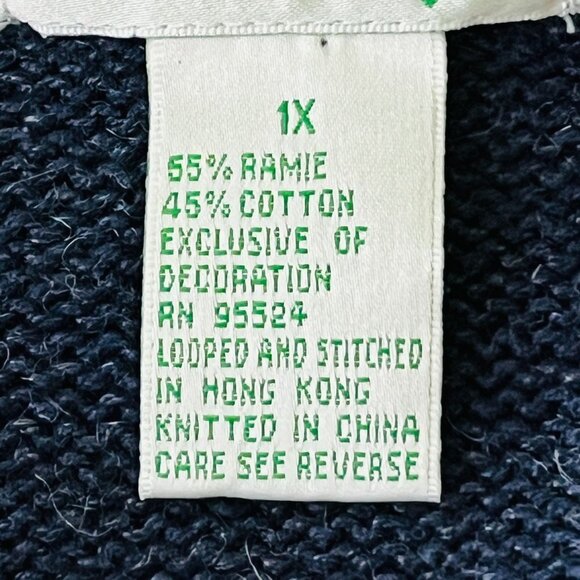 1X
55% RAMIE
45% COTTON
EXCLUSIVE OF
DECORATION
RN 95524
LOOPED AND STITCHED
IN HONG KONG
KNITTED IN CHINA
CARE SEE REVERSE